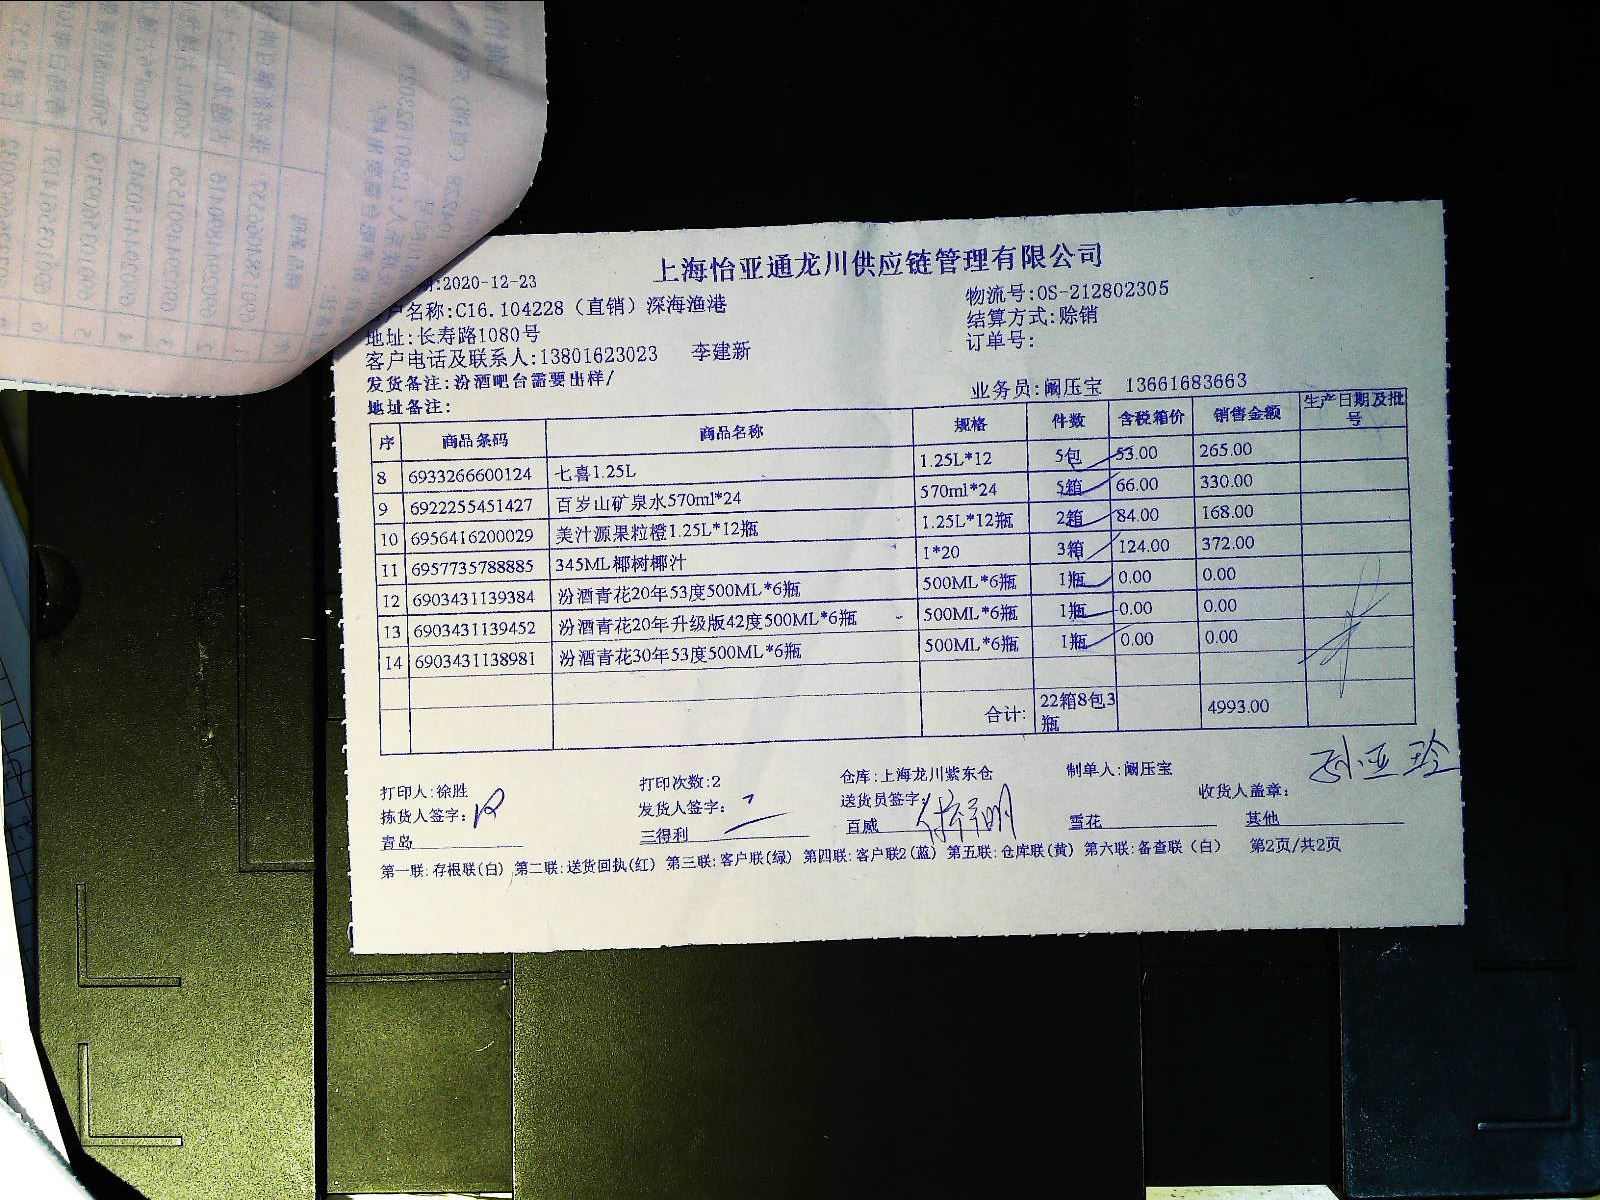 上海怡亚通龙川供应链管理有限公司
:2020-12-23
物流号:OS-212802305
户名称:C16.104228（直销）深海渔港
结算方式:赊销
地址:长寿路1080号
订单号:
客户电话及联系人:13801623023 李建新
发货备注:汾酒吧台需要出样/
业务员:阚压宝 13661683663
地址备注:
序 商品条码 商品名称 规格 件数 含税箱价 销售金额 生产日期及批号
8 6933266600124 七喜1.25L 1.25L*12 5包 53.00 265.00
9 6922255451427 百岁山矿泉水570ml*24 570ml*24 5箱 66.00 330.00
10 6956416200029 美汁源果粒橙1.25L*12瓶 1.25L*12瓶 2箱 84.00 168.00
11 6957735788885 345ML椰树椰汁 1*20 3箱 124.00 372.00
12 6903431139384 汾酒青花20年53度500ML*6瓶 500ML*6瓶 1瓶 0.00 0.00
13 6903431139452 汾酒青花20年升级版42度500ML*6瓶 500ML*6瓶 1瓶 0.00 0.00
14 6903431138981 汾酒青花30年53度500ML*6瓶 500ML*6瓶 1瓶 0.00 0.00
合计: 22箱8包3瓶 4993.00
打印人:徐胜 打印次数:2 仓库:上海龙川紫东仓 制单人:阚压宝
拣货人签字: 发货人签字: 送货员签字: 收货人盖章: 孙亚玲
青岛 三得利 百威 雪花 其他
第一联:存根联(白) 第二联:送货回执(红) 第三联:客户联(绿) 第四联:客户联2(蓝) 第五联:仓库联(黄) 第六联:备查联（白） 第2页/共2页